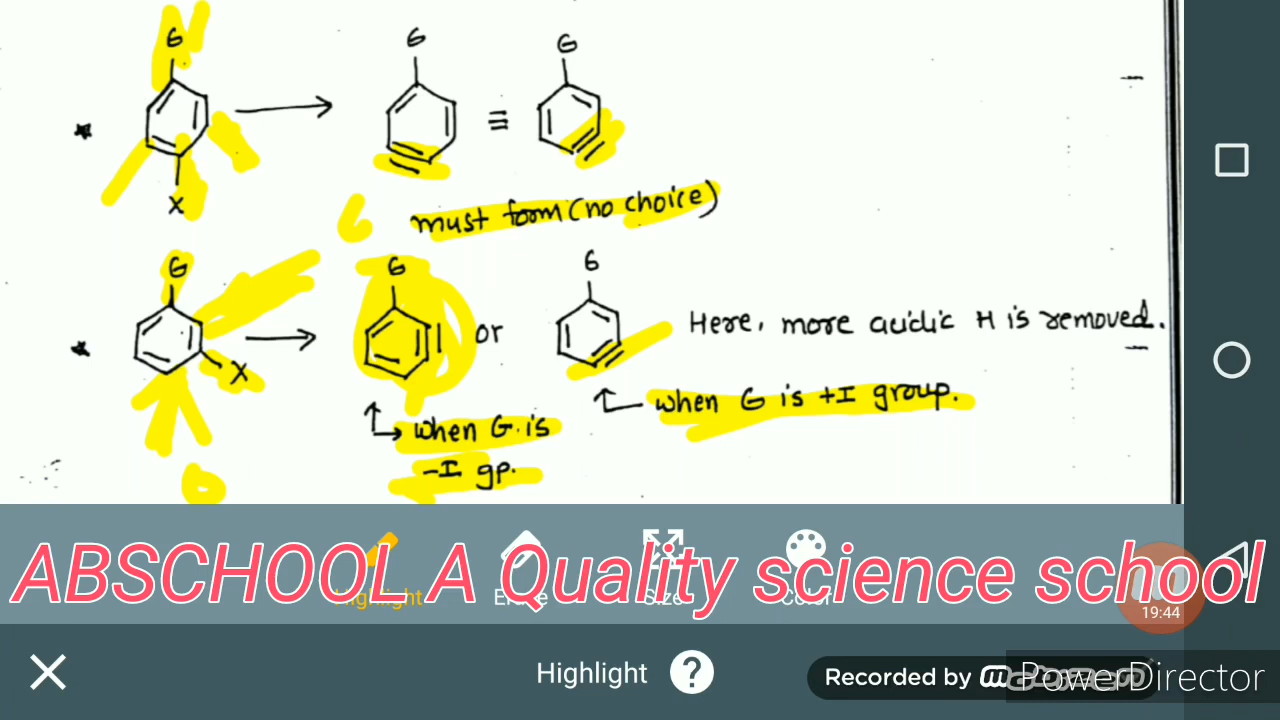 G G G
X
must form (no choice)
G G G
X or Here, more acidic H is removed.
when G is +I group.
when G. is
-I gp.
ABSCHOOL A Quality science school
Highlight Erase Size Color
19:44
Highlight ?
Recorded by
PowerDirector